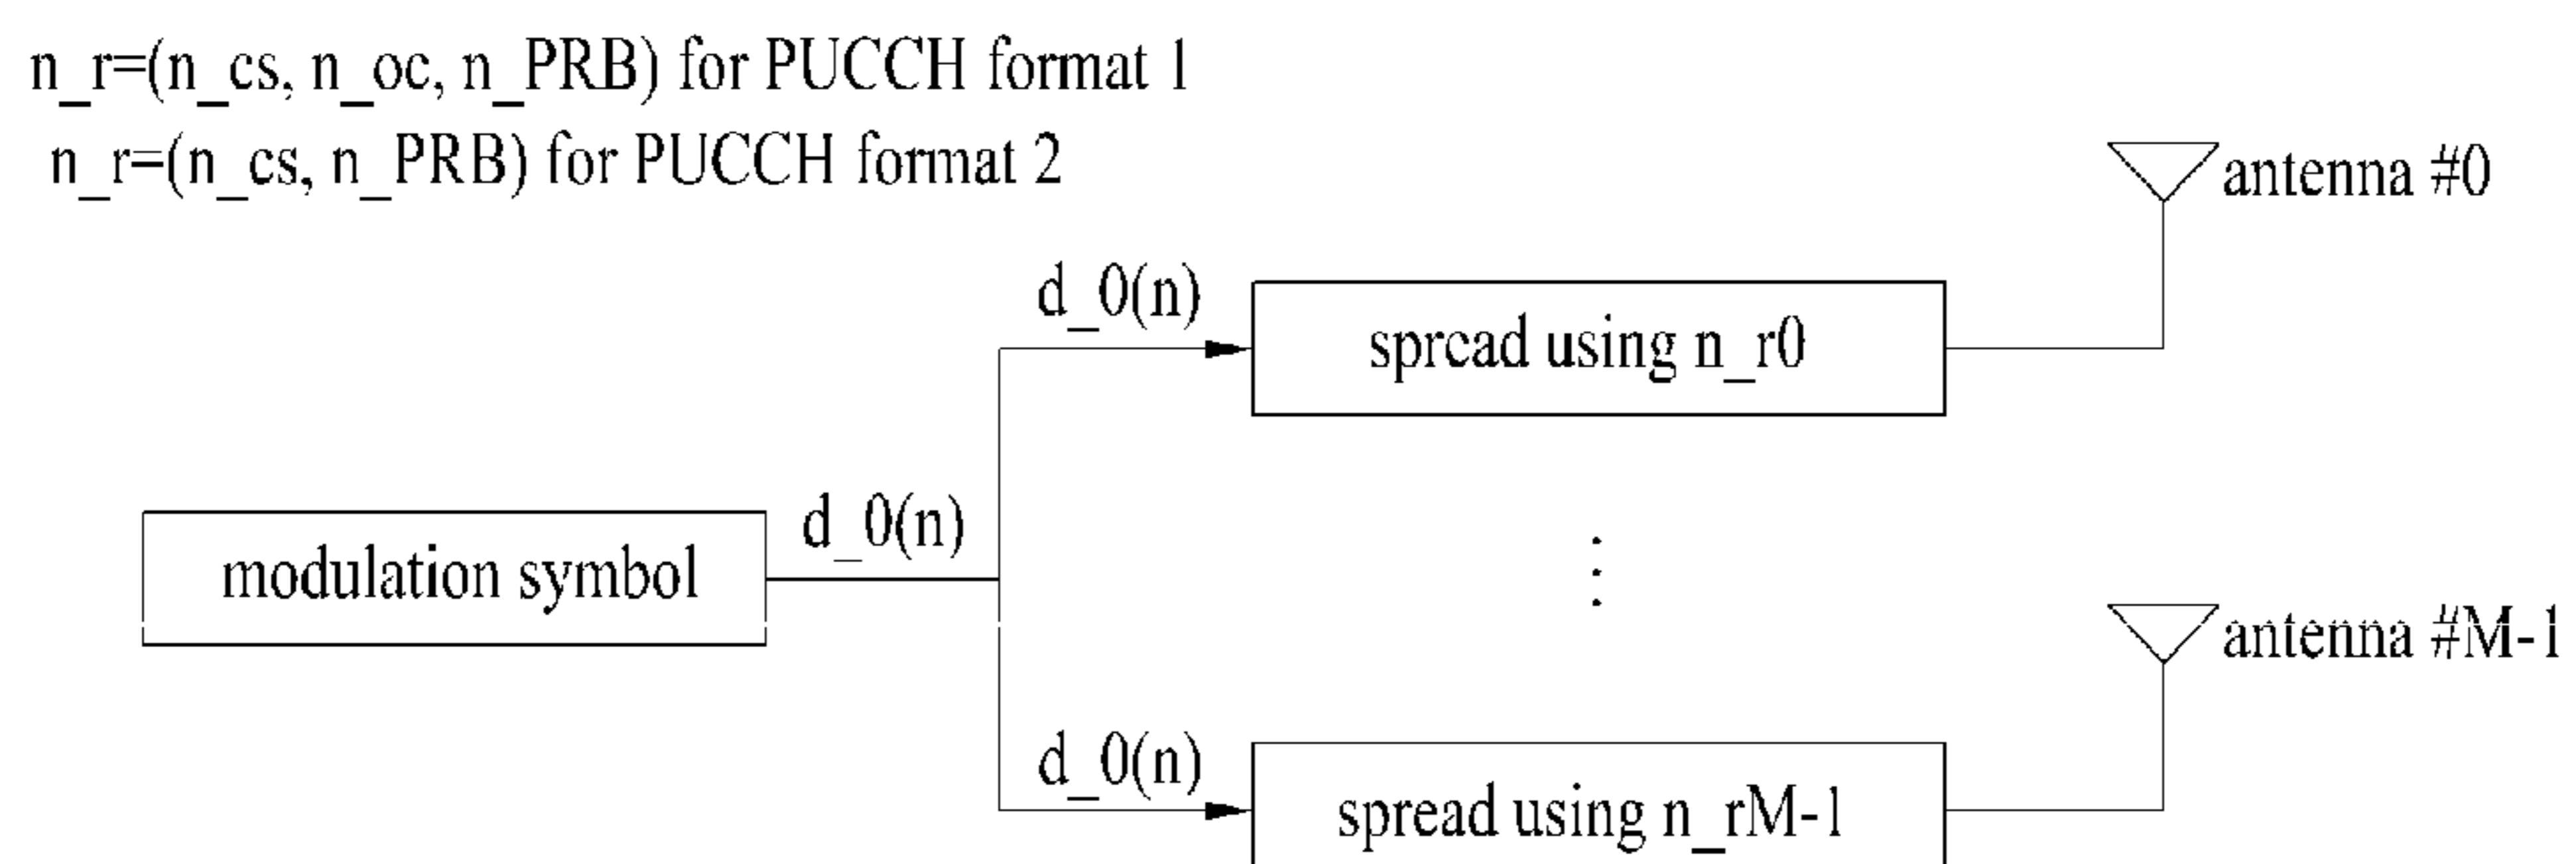 n_r=(n_cs, n_oc, n_PRB) for PUCCH format 1
n_r=(n_cs, n_PRB) for PUCCH format 2
antenna #0
d_0(n)
spread using n_r0
d_0(n)
modulation symbol
antenna #M-1
d_0(n)
spread using n_rM-1